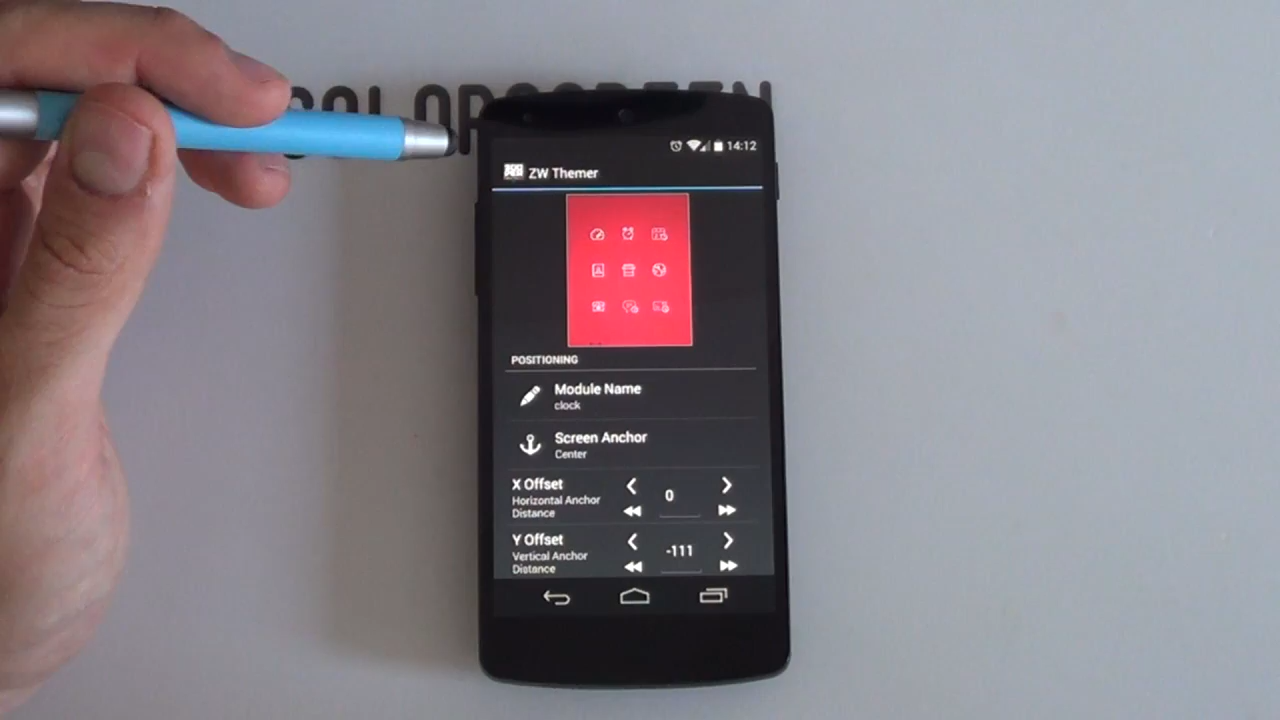 COLORSCREEN
14:12
ZW Themer
POSITIONING
Module Name
clock
Screen Anchor
Center
X Offset
Horizontal Anchor
Distance
0
Y Offset
Vertical Anchor
Distance
-111